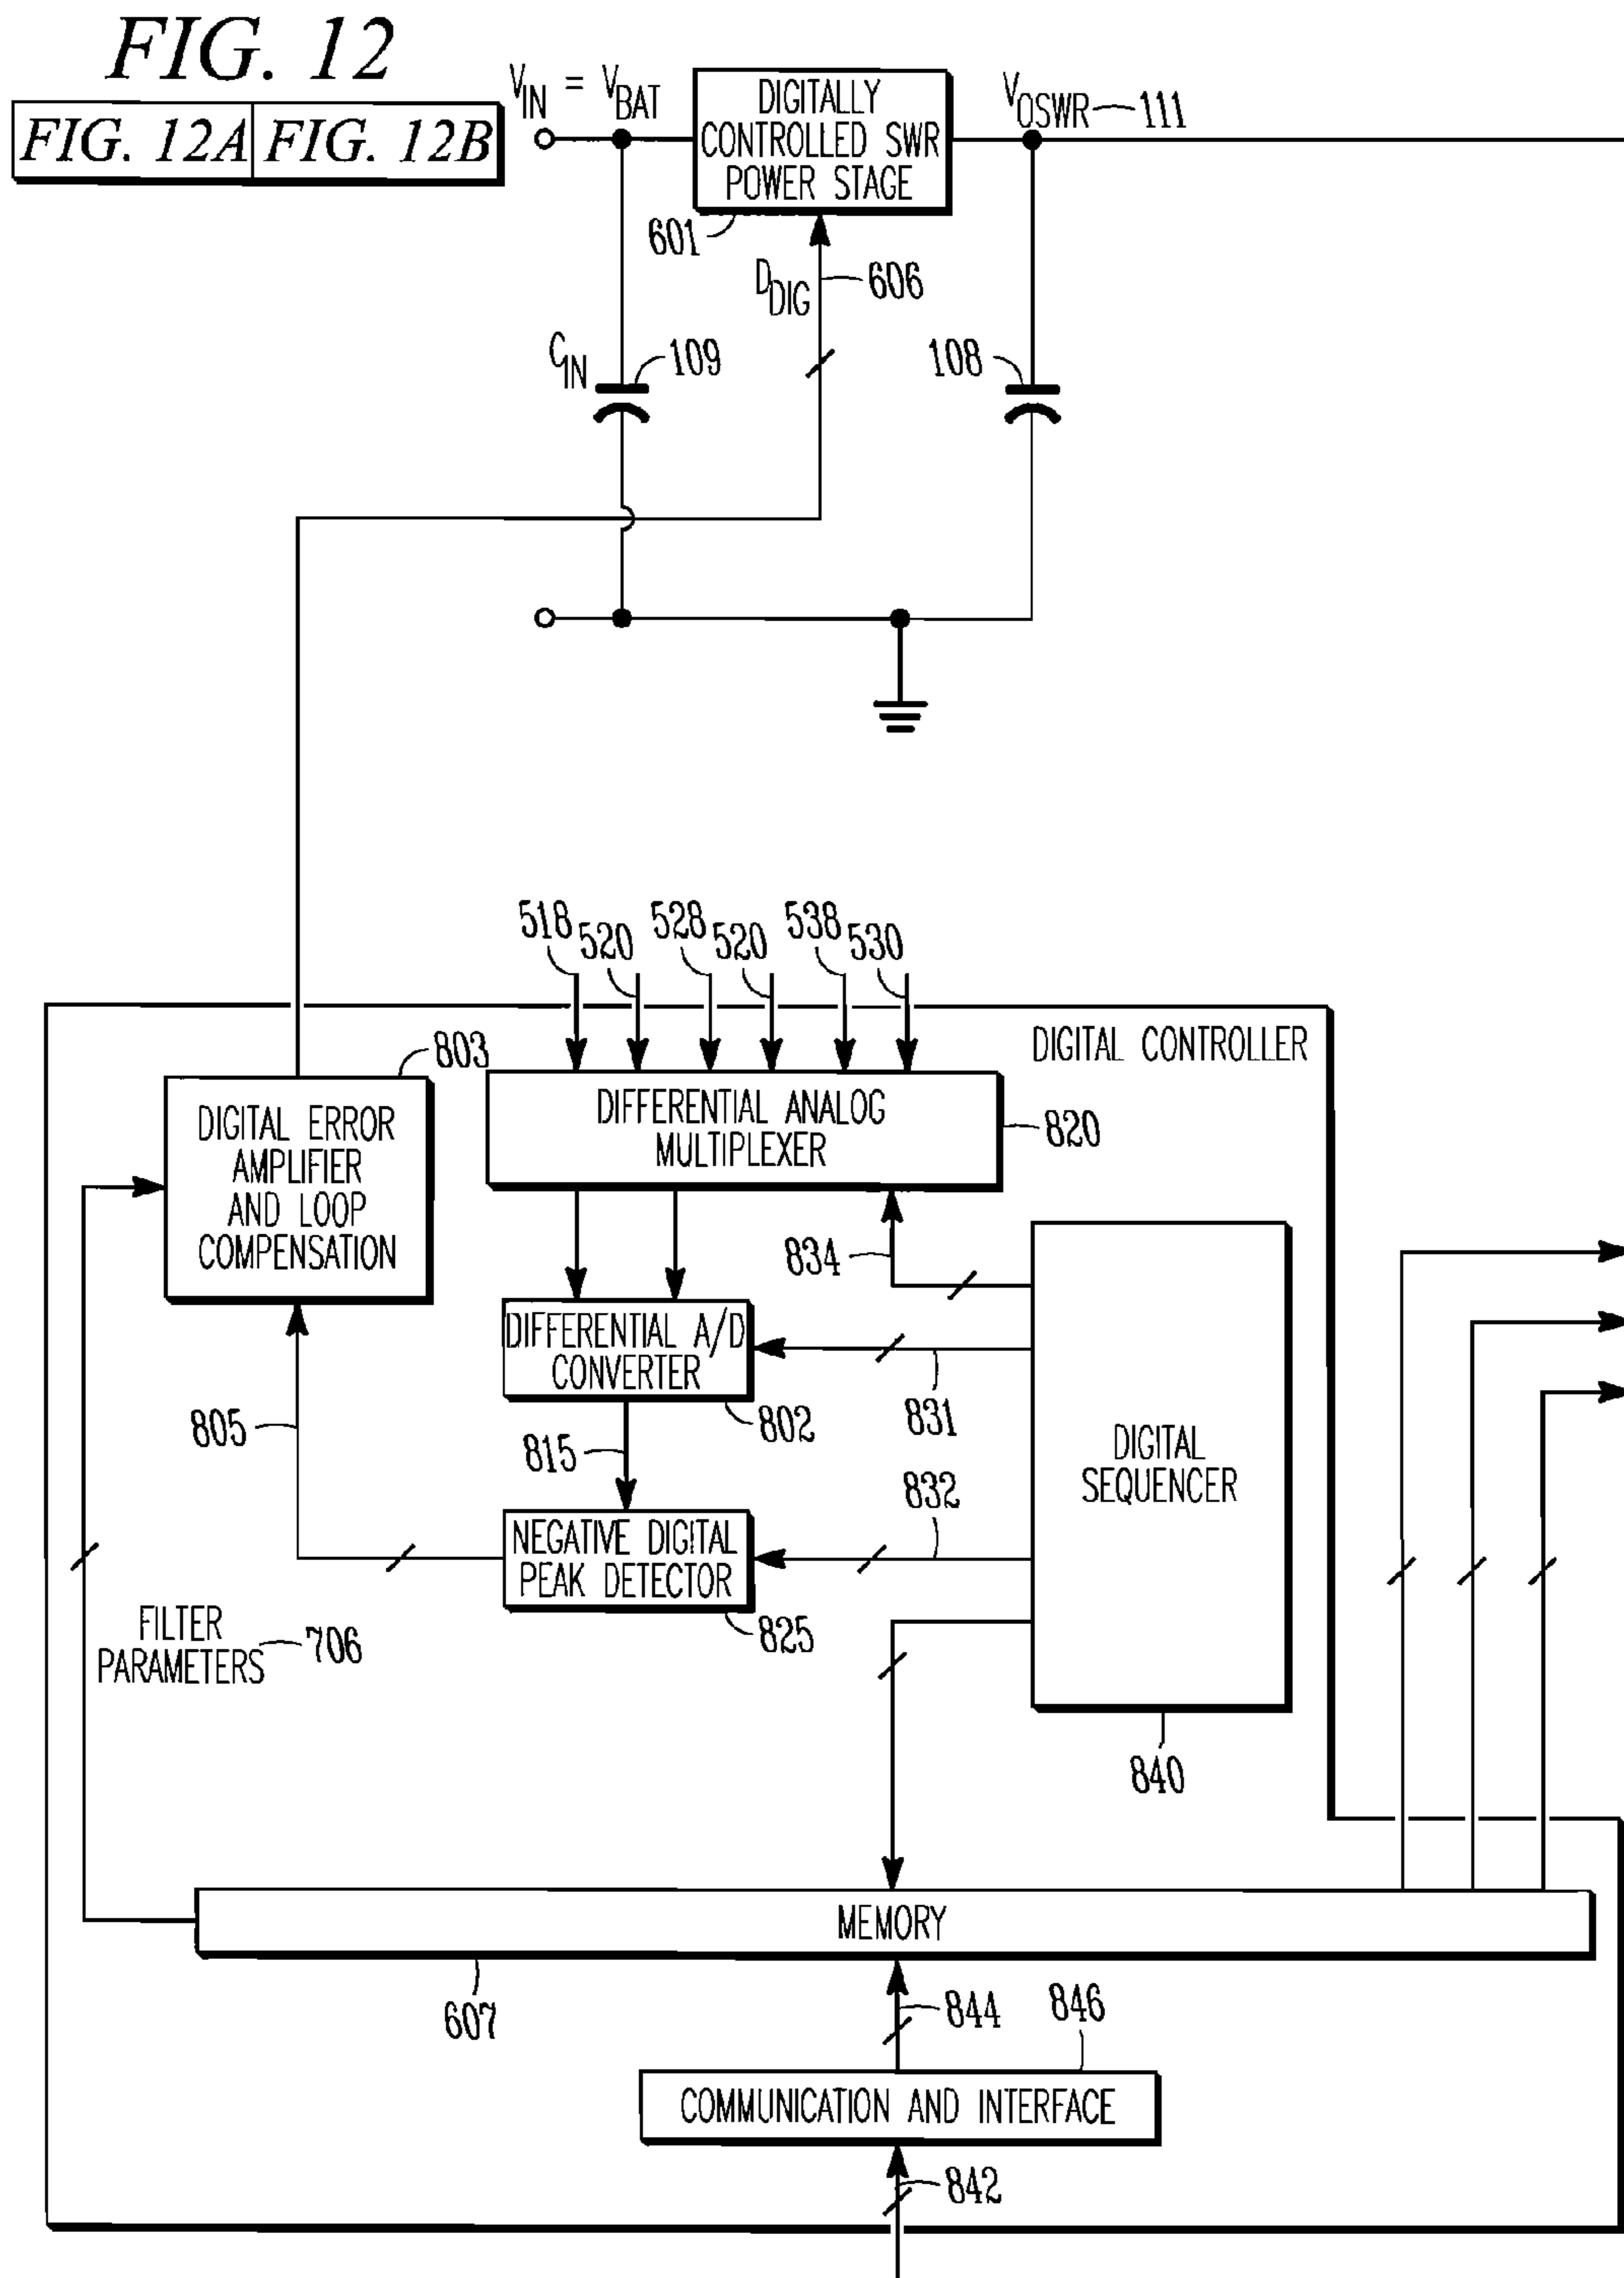 FIG. 12
FIG. 12A FIG. 12B
VIN = VBAT
DIGITALLY
CONTROLLED SWR
POWER STAGE
VOSWR 111
601
DDIG
606
CIN
109
108
518
520
528
520
538
530
DIGITAL CONTROLLER
803
DIGITAL ERROR
AMPLIFIER
AND LOOP
COMPENSATION
DIFFERENTIAL ANALOG
MULTIPLEXER
820
834
DIFFERENTIAL A/D
CONVERTER
802
831
805
815
DIGITAL
SEQUENCER
832
NEGATIVE DIGITAL
PEAK DETECTOR
825
FILTER
PARAMETERS
706
840
MEMORY
607
844
846
COMMUNICATION AND INTERFACE
842